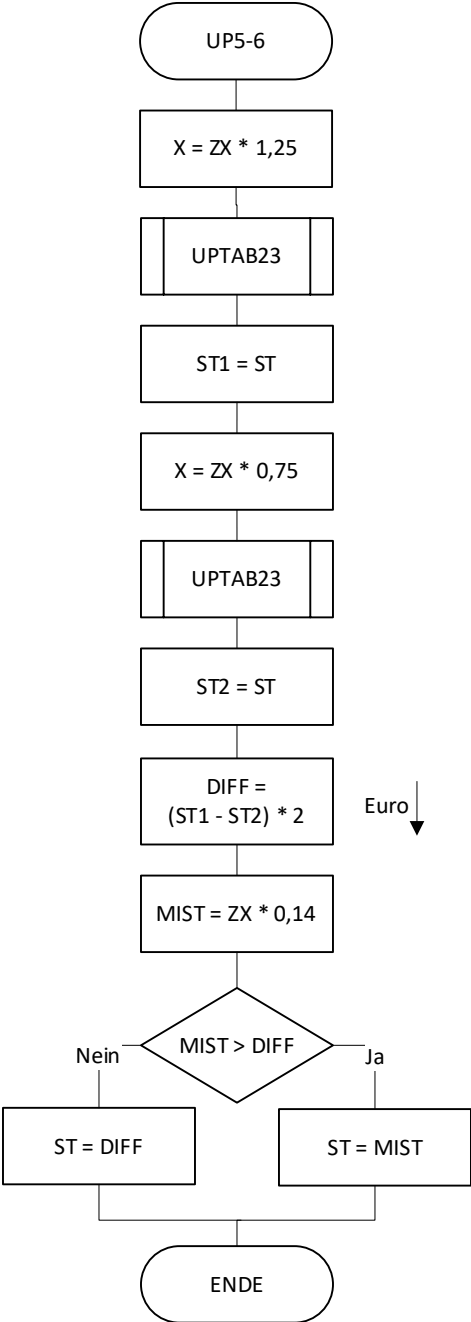 UP5-6
X = ZX * 1,25
UPTAB23
ST1 = ST
X = ZX * 0,75
UPTAB23
ST2 = ST
DIFF =
(ST1 - ST2) * 2
Euro
MIST = ZX * 0,14
MIST > DIFF
Nein
Ja
ST = DIFF
ST = MIST
ENDE